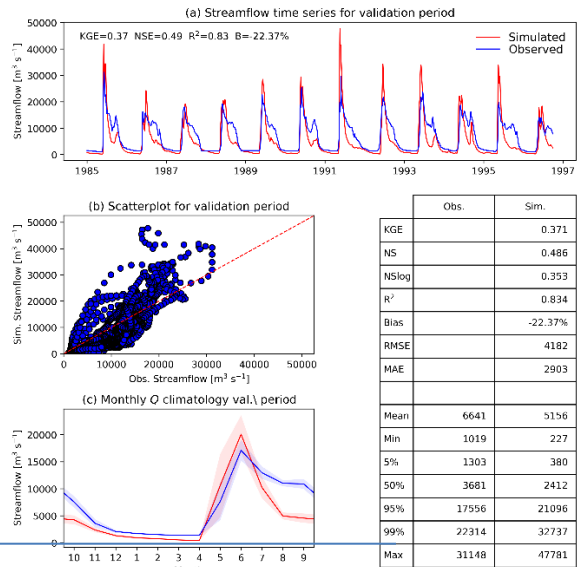 (a) Streamflow time series for validation period
KGE=0.37 NSE=0.49 R²=0.83 B=-22.37%
Simulated
Observed
Streamflow [m³ s⁻¹]
50000
40000
30000
20000
10000
0
1985 1987 1989 1991 1993 1995 1997
(b) Scatterplot for validation period
Sim. Streamflow [m³ s⁻¹]
50000
40000
30000
20000
10000
0
0 10000 20000 30000 40000 50000
Obs. Streamflow [m³ s⁻¹]
(c) Monthly Q climatology val.\ period
Streamflow [m³ s⁻¹]
20000
15000
10000
5000
0
10 11 12 1 2 3 4 5 6 7 8 9
Obs. Sim.
KGE 0.371
NS 0.486
NSlog 0.353
R² 0.834
Bias -22.37%
RMSE 4182
MAE 2903
Mean 6641 5156
Min 1019 227
5% 1303 380
50% 3681 2412
95% 17556 21096
99% 22314 32737
Max 31148 47781